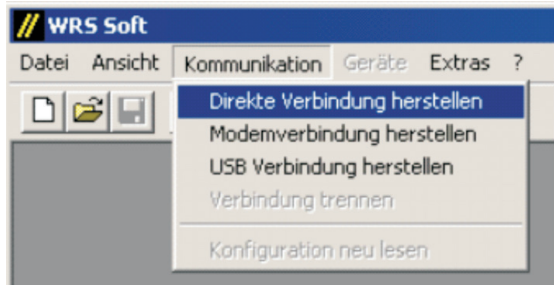 WRS Soft
Datei Ansicht Kommunikation Geräte Extras ?
Direkte Verbindung herstellen
Modemverbindung herstellen
USB Verbindung herstellen
Verbindung trennen
Konfiguration neu lesen